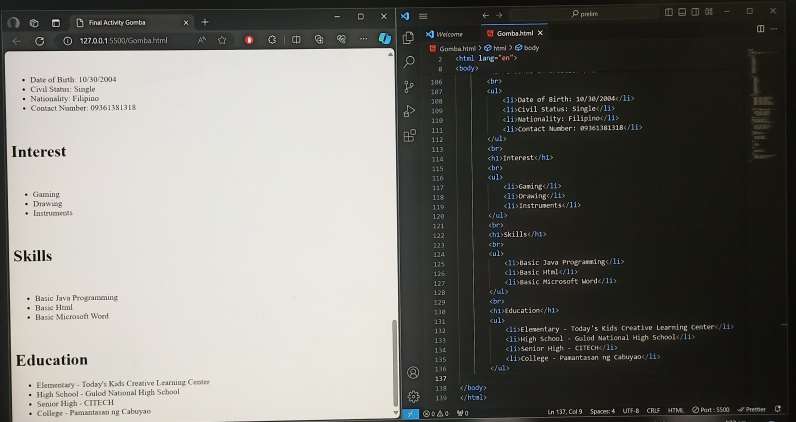 Final Activity Gomba
127.0.0.1:5500/Gomba.html
Date of Birth: 10/30/2004
Civil Status: Single
Nationality: Filipino
Contact Number: 09361381318
Interest
Gaming
Drawing
Instruments
Skills
Basic Java Programming
Basic Html
Basic Microsoft Word
Education
Elementary - Today's Kids Creative Learning Center
High School - Gulod National High School
Senior High - CITECH
College - Pamantasan ng Cabuyao
prelim
Welcome
Gomba.html
Gomba.html > html > body
2 <html lang="en">
8 <body>
106 <br>
107 <ul>
108 <li>Date of Birth: 10/30/2004</li>
109 <li>Civil Status: Single</li>
110 <li>Nationality: Filipino</li>
111 <li>Contact Number: 09361381318</li>
112 </ul>
113 <br>
114 <h1>Interest</h1>
115 <br>
116 <ul>
117 <li>Gaming</li>
118 <li>Drawing</li>
119 <li>Instruments</li>
120 </ul>
121 <br>
122 <h1>Skills</h1>
123 <br>
124 <ul>
125 <li>Basic Java Programming</li>
126 <li>Basic Html</li>
127 <li>Basic Microsoft Word</li>
128 </ul>
129 <br>
130 <h1>Education</h1>
131 <ul>
132 <li>Elementary - Today's Kids Creative Learning Center</li>
133 <li>High School - Gulod National High School</li>
134 <li>Senior High - CITECH</li>
135 <li>College - Pamantasan ng Cabuyao</li>
136 </ul>
137
138 </body>
139 </html>
0 0 0 Ln 137, Col 9 Spaces: 4 UTF-8 CRLF HTML Port : 5500 Prettier